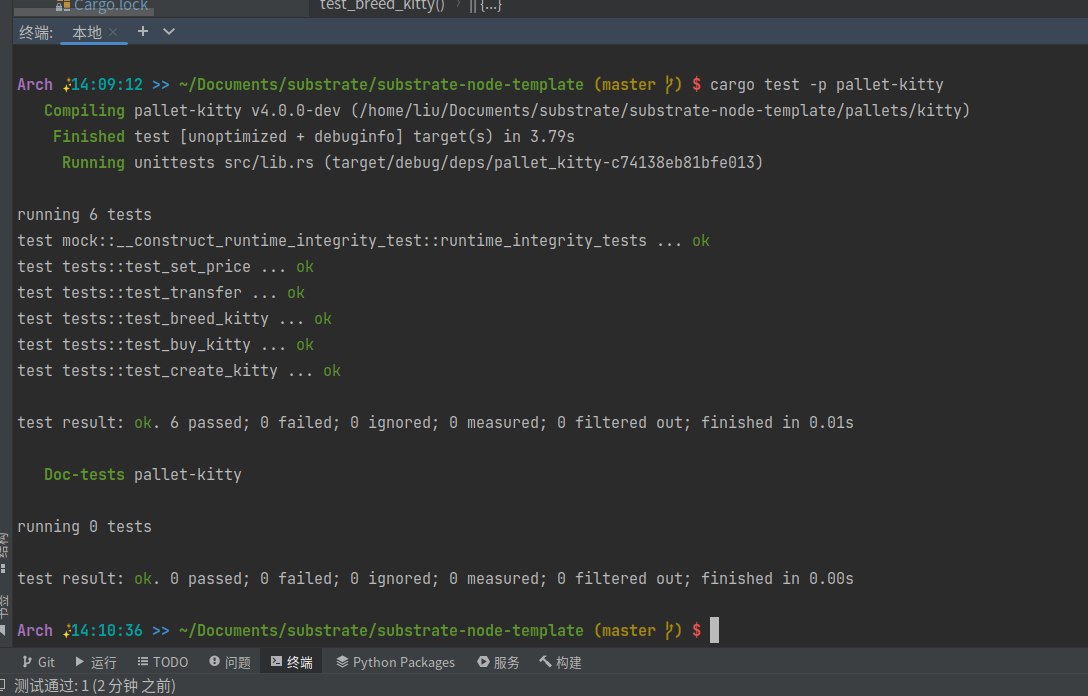 Cargo.lock test_breed_kitty() {...}
终端: 本地 × +
Arch 14:09:12 >> ~/Documents/substrate/substrate-node-template (master ) $ cargo test -p pallet-kitty
Compiling pallet-kitty v4.0.0-dev (/home/liu/Documents/substrate/substrate-node-template/pallets/kitty)
Finished test [unoptimized + debuginfo] target(s) in 3.79s
Running unittests src/lib.rs (target/debug/deps/pallet_kitty-c74138eb81bfe013)
running 6 tests
test mock::__construct_runtime_integrity_test::runtime_integrity_tests ... ok
test tests::test_set_price ... ok
test tests::test_transfer ... ok
test tests::test_breed_kitty ... ok
test tests::test_buy_kitty ... ok
test tests::test_create_kitty ... ok
test result: ok. 6 passed; 0 failed; 0 ignored; 0 measured; 0 filtered out; finished in 0.01s
Doc-tests pallet-kitty
running 0 tests
test result: ok. 0 passed; 0 failed; 0 ignored; 0 measured; 0 filtered out; finished in 0.00s
Arch 14:10:36 >> ~/Documents/substrate/substrate-node-template (master ) $
结构
书签
Git 运行 TODO 问题 终端 Python Packages 服务 构建
测试通过: 1 (2 分钟 之前)